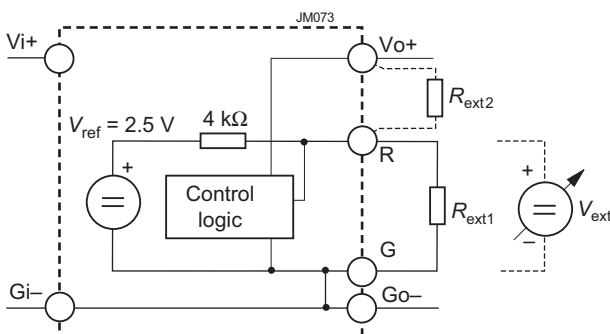 JM073
Vi+
Vo+
Rext2
Vref = 2.5 V
4 kΩ
R
+
Control
logic
+
Rext1
Vext
–
G
Gi–
Go–